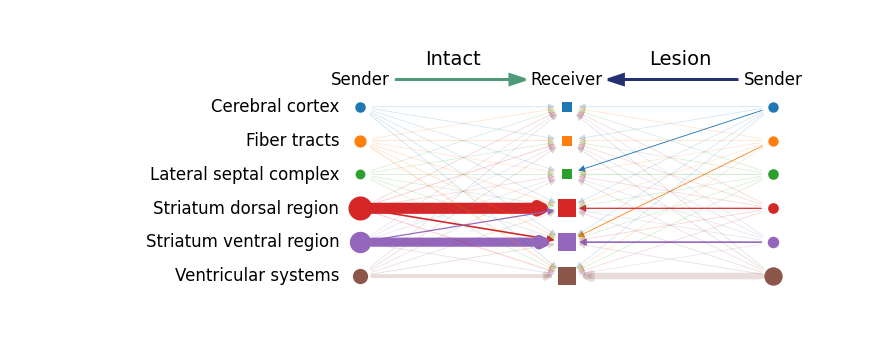 Intact Lesion
Sender Receiver Sender
Cerebral cortex
Fiber tracts
Lateral septal complex
Striatum dorsal region
Striatum ventral region
Ventricular systems